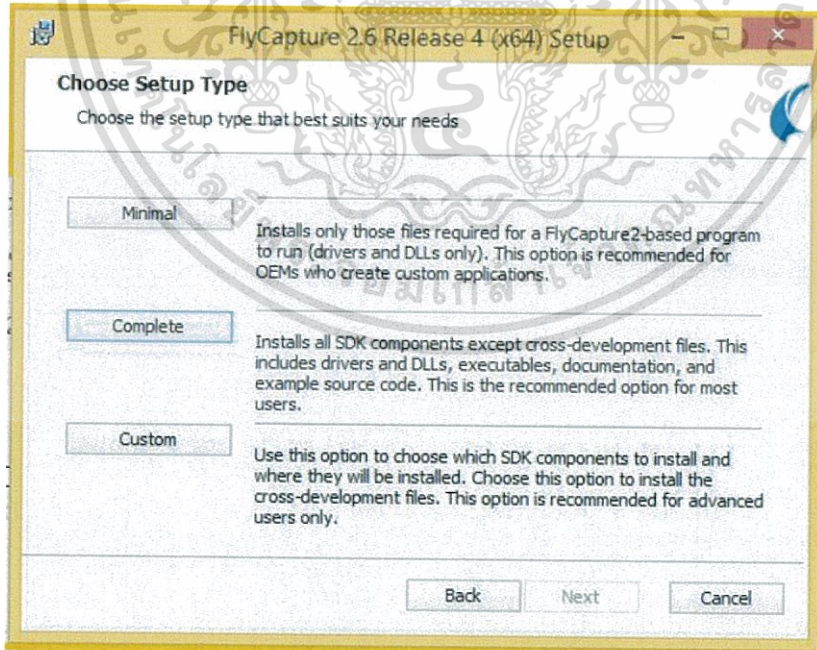 FlyCapture 2.6 Release 4 (x64) Setup
Choose Setup Type
Choose the setup type that best suits your needs
Minimal
Installs only those files required for a FlyCapture2-based program
to run (drivers and DLLs only). This option is recommended for
OEMs who create custom applications.
Complete
Installs all SDK components except cross-development files. This
includes drivers and DLLs, executables, documentation, and
example source code. This is the recommended option for most
users.
Custom
Use this option to choose which SDK components to install and
where they will be installed. Choose this option to install the
cross-development files. This option is recommended for advanced
users only.
Back
Next
Cancel